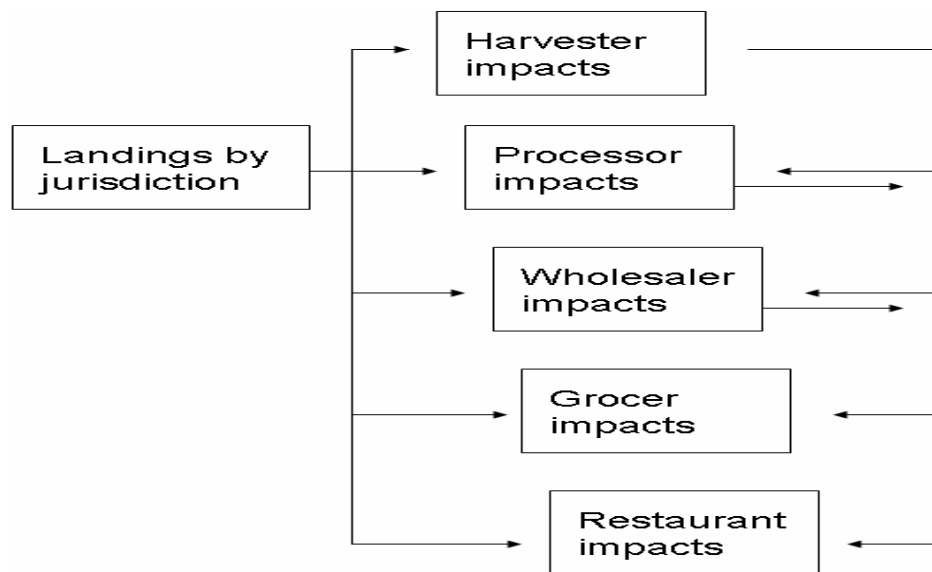 Harvester
impacts
Landings by
jurisdiction
Processor
impacts
Wholesaler
impacts
Grocer
impacts
Restaurant
impacts